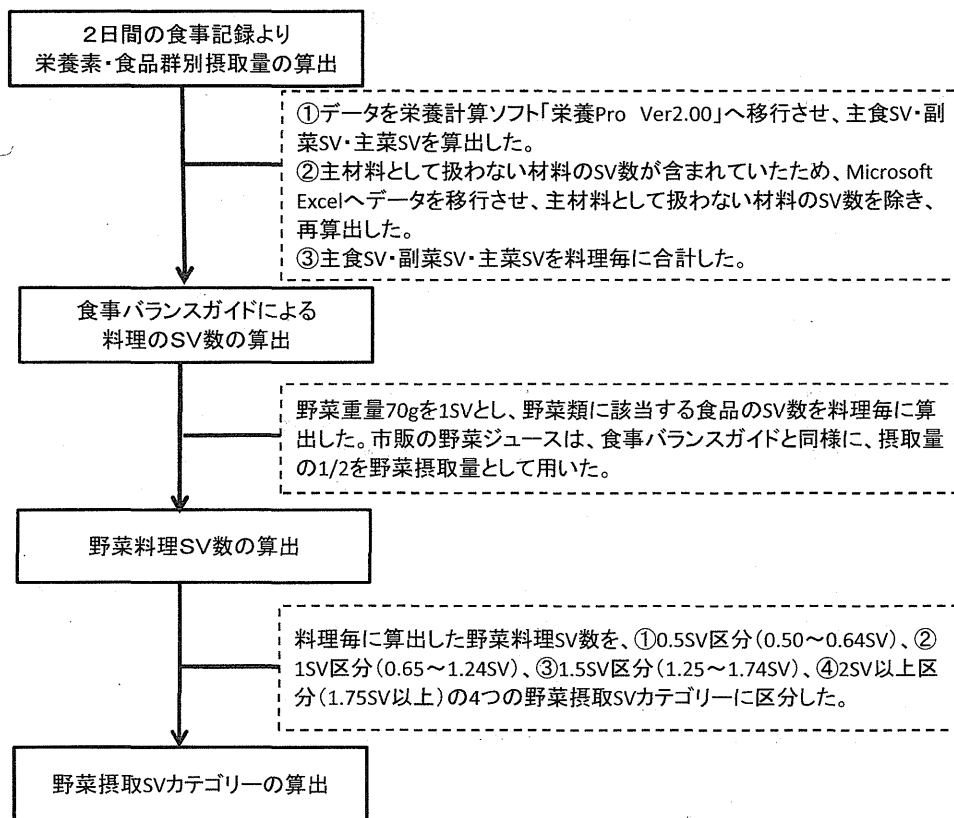 ２日間の食事記録より
栄養素・食品群別摂取量の算出
①データを栄養計算ソフト「栄養Pro Ver2.00」へ移行させ、主食SV・副
菜SV・主菜SVを算出した。
②主材料として扱わない材料のSV数が含まれていたため、Microsoft
Excelへデータを移行させ、主材料として扱わない材料のSV数を除き、
再算出した。
③主食SV・副菜SV・主菜SVを料理毎に合計した。
食事バランスガイドによる
料理のＳＶ数の算出
野菜重量70gを1SVとし、野菜類に該当する食品のSV数を料理毎に算
出した。市販の野菜ジュースは、食事バランスガイドと同様に、摂取量
の1/2を野菜摂取量として用いた。
野菜料理ＳＶ数の算出
料理毎に算出した野菜料理SV数を、①0.5SV区分（0.50～0.64SV）、②
1SV区分（0.65～1.24SV）、③1.5SV区分（1.25～1.74SV）、④2SV以上区
分（1.75SV以上）の4つの野菜摂取SVカテゴリーに区分した。
野菜摂取SVカテゴリーの算出